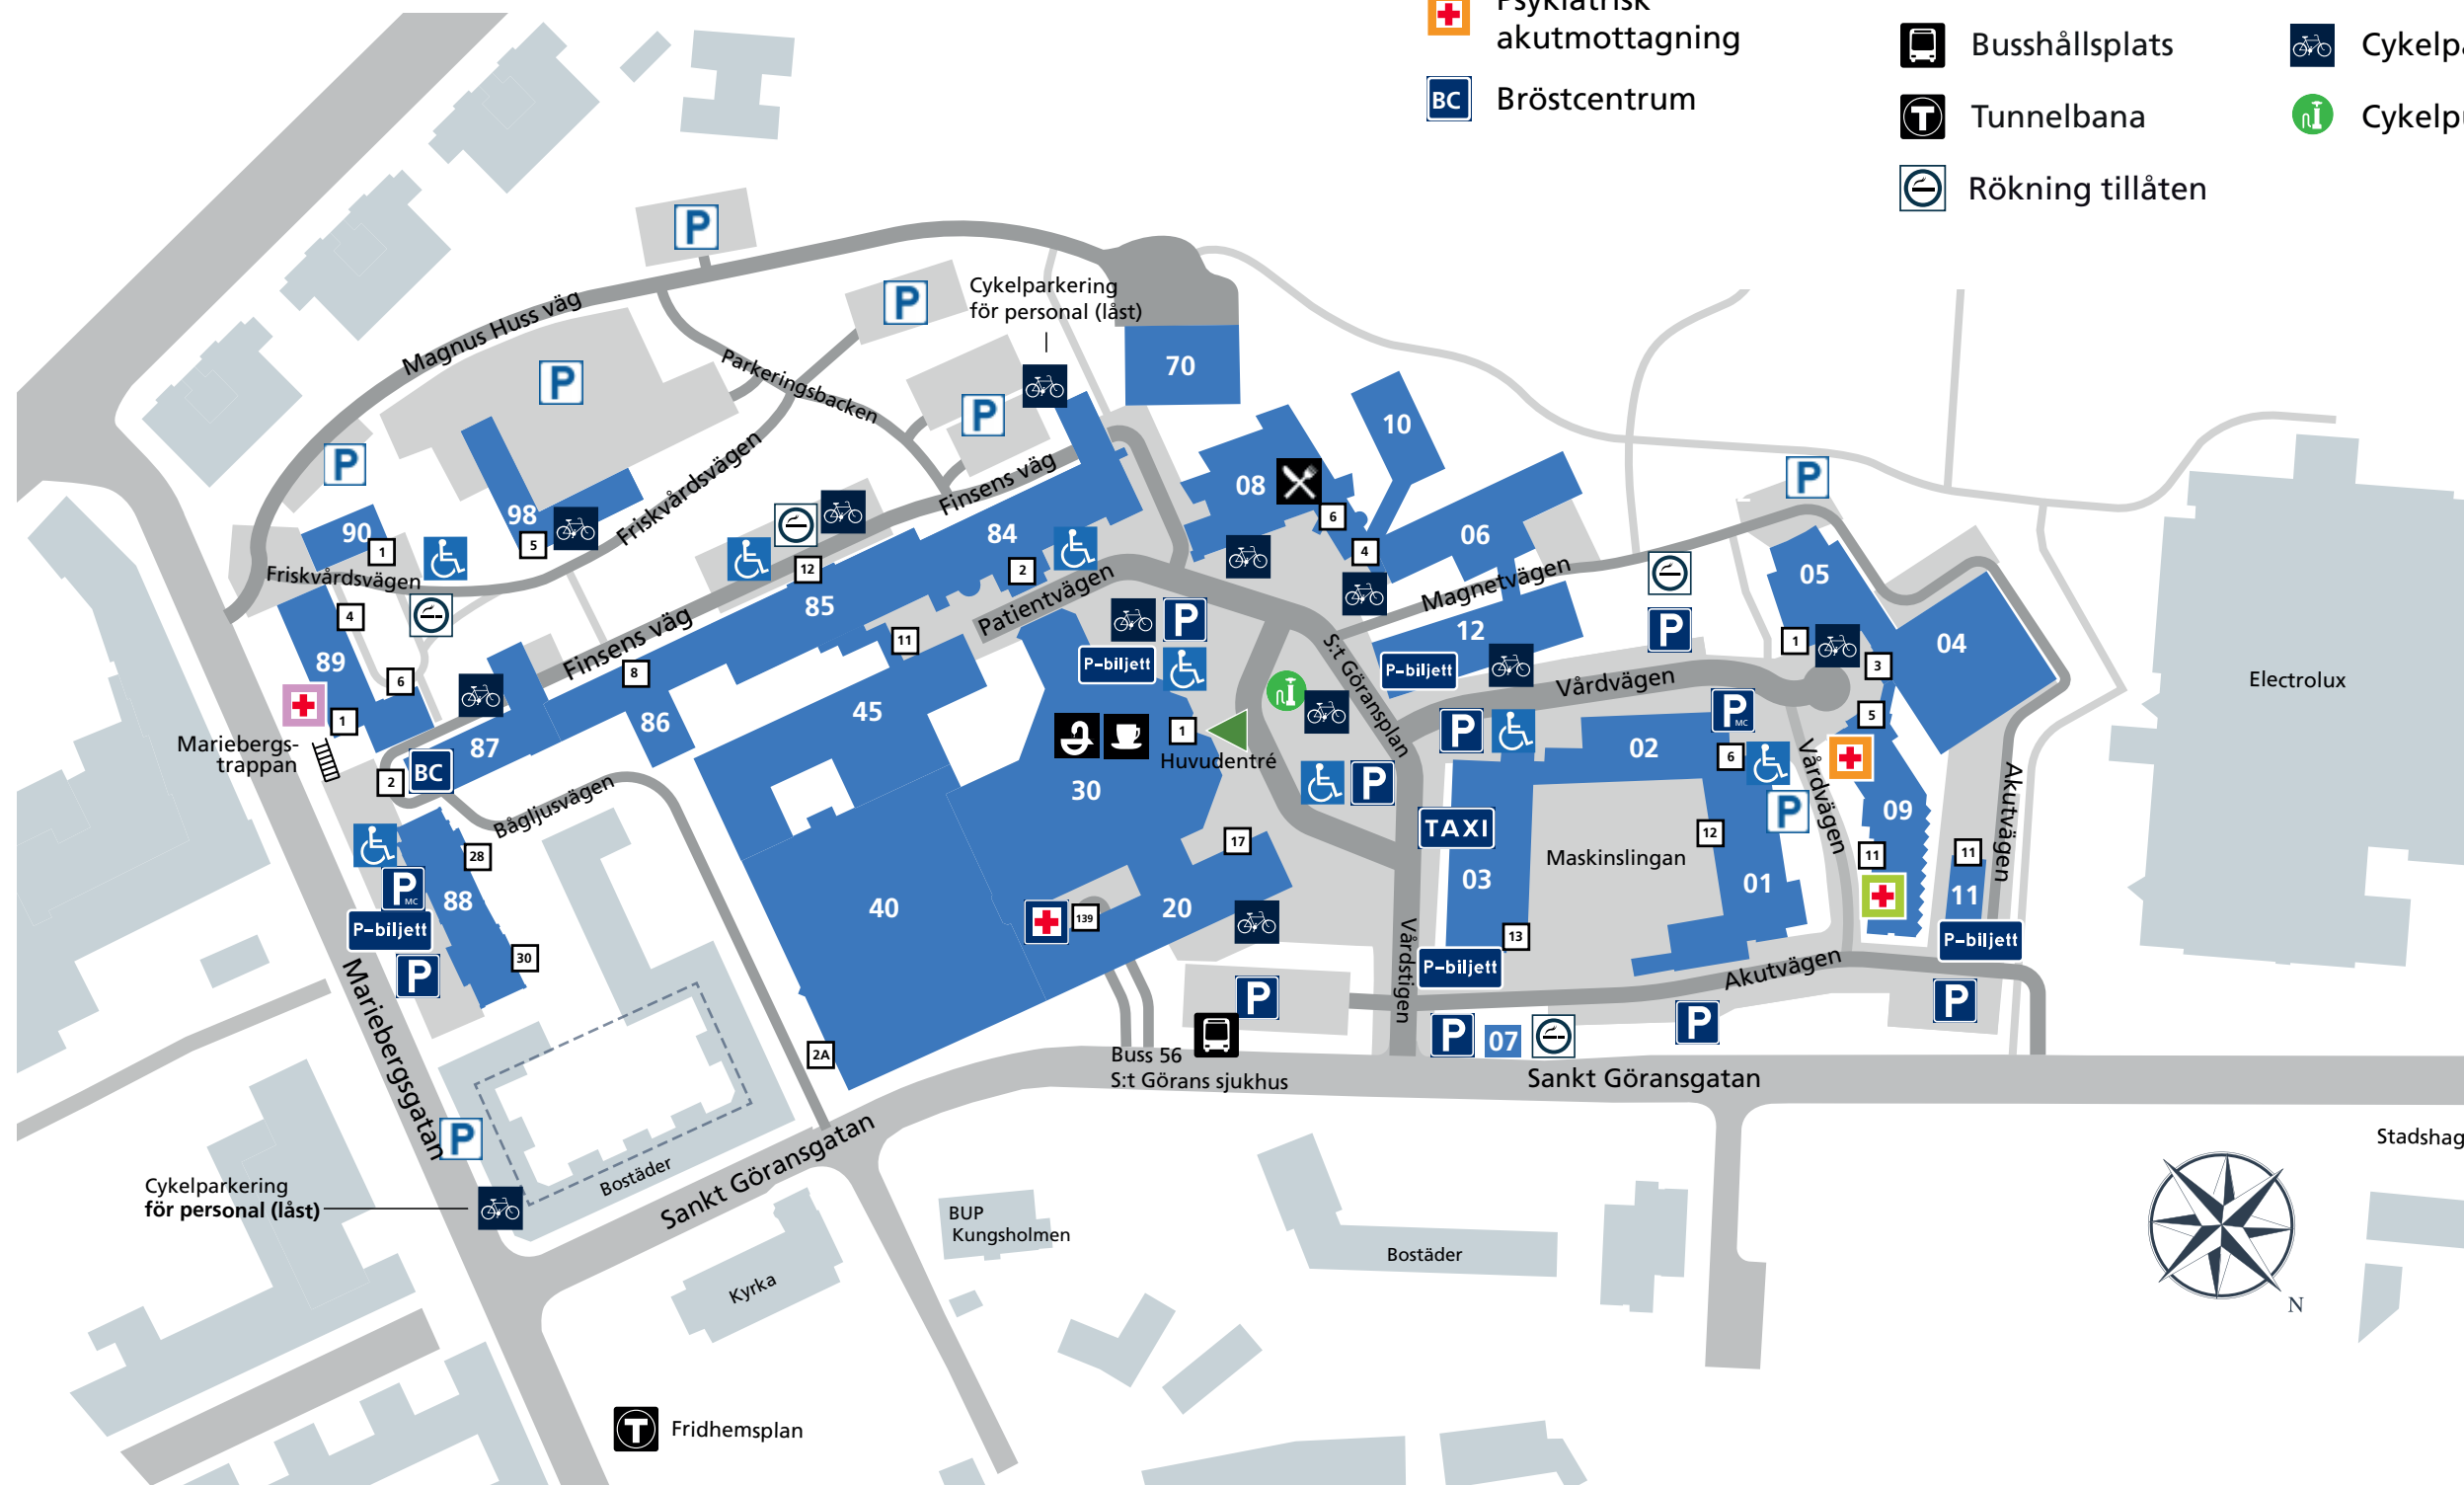 akutmottagning
BC
Bröstcentrum
Busshållsplats
T
Tunnelbana
Rökning tillåten
P
P
Cykelparkering
för personal (låst)
Magnus Huss väg
P
Parkeringsbacken
P
P
70
10
08
6
4
06
P
90
1
98
5
Friskvårdsvägen
Friskvårdsvägen
Finsens väg
84
2
12
85
Patientvägen
11
Finsens väg
8
Magnetvägen
12
P-biljett
P
P
05
1
3
04
Electrolux
4
89
6
1
Mariebergs-
trappan
2
BC
87
86
45
P
P-biljett
S:t Göransplan
Vårdvägen
1
Huvudentré
30
P
P
P
MC
02
6
5
Vårdvägen
P
09
Akutvägen
Bågljusvägen
28
88
P
MC
P-biljett
P
30
40
17
20
139
TAXI
03
Maskinslingan
12
01
11
11
11
P-biljett
13
P-biljett
Vårdstigen
Akutvägen
P
P
P
07
P
2A
Buss 56
S:t Görans sjukhus
Sankt Göransgatan
Mariebergsgatan
P
Bostäder
Sankt Göransgatan
Cykelparkering
för personal (låst)
BUP
Kungsholmen
Kyrka
Bostäder
N
T
Fridhemsplan